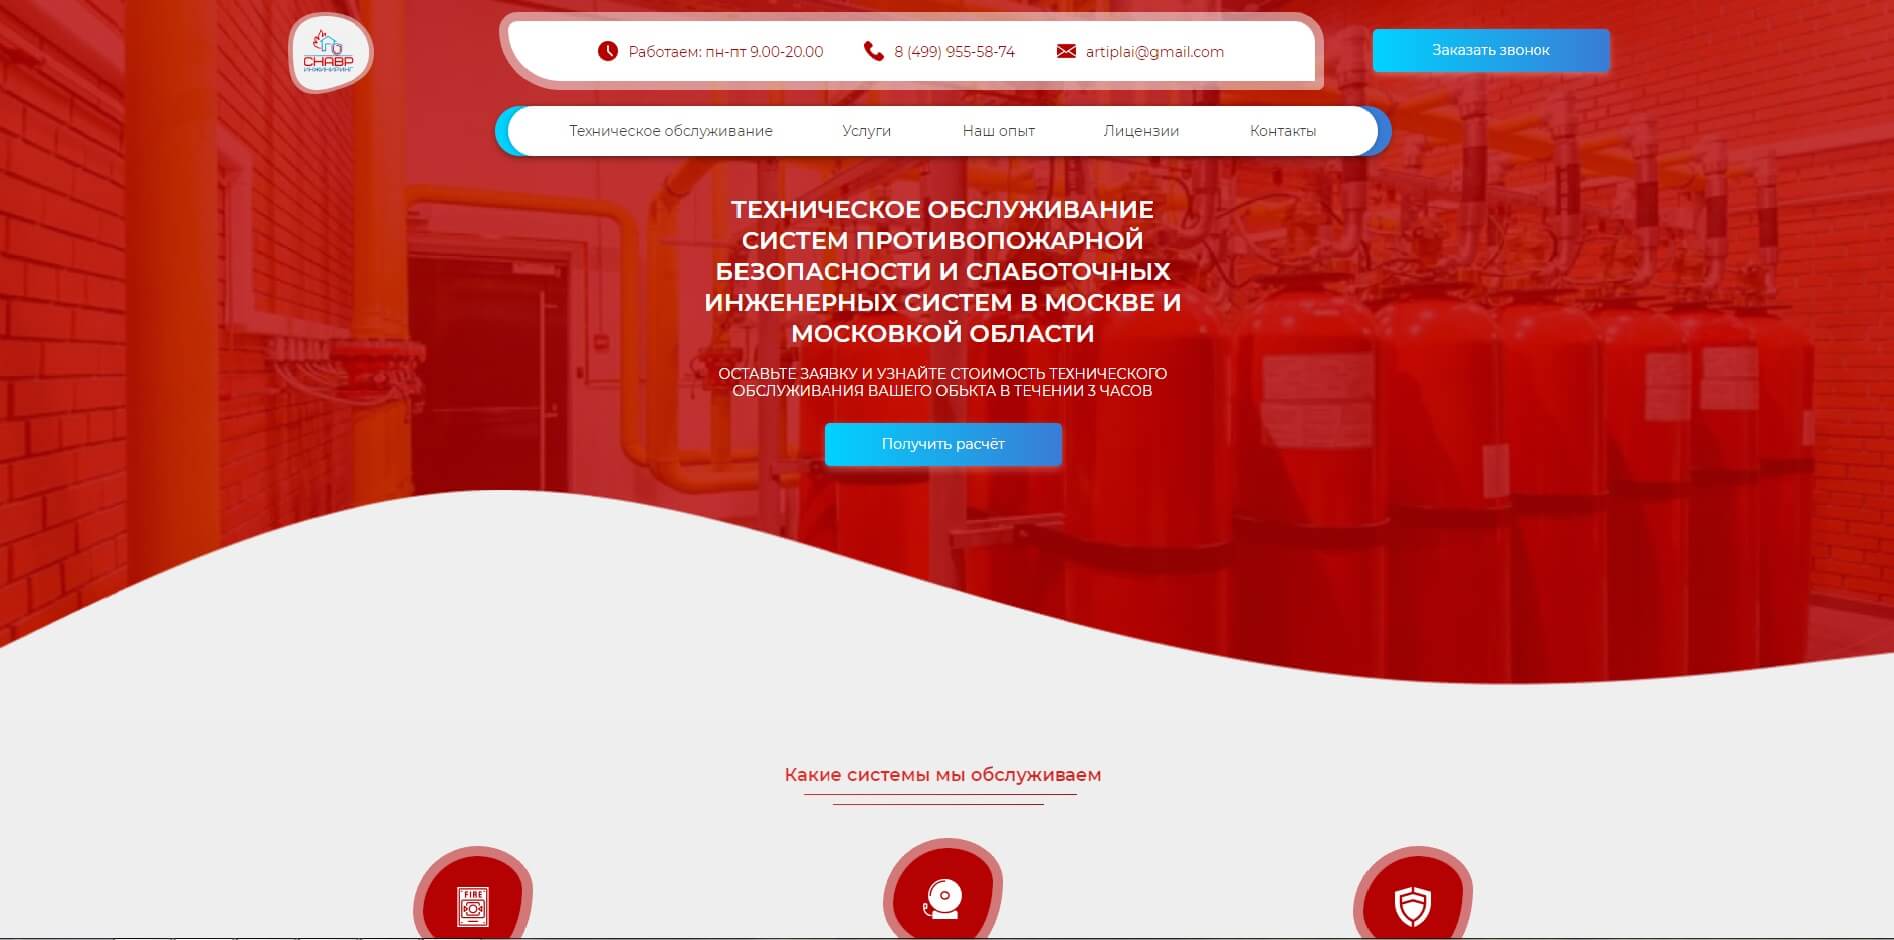 СНАВР
ИНЖИНИРИНГ
Работаем: пн-пт 9.00-20.00
8 (499) 955-58-74
artiplai@gmail.com
Заказать звонок
Техническое обслуживание
Услуги
Наш опыт
Лицензии
Контакты
ТЕХНИЧЕСКОЕ ОБСЛУЖИВАНИЕ
СИСТЕМ ПРОТИВОПОЖАРНОЙ
БЕЗОПАСНОСТИ И СЛАБОТОЧНЫХ
ИНЖЕНЕРНЫХ СИСТЕМ В МОСКВЕ И
МОСКОВКОЙ ОБЛАСТИ
ОСТАВЬТЕ ЗАЯВКУ И УЗНАЙТЕ СТОИМОСТЬ ТЕХНИЧЕСКОГО
ОБСЛУЖИВАНИЯ ВАШЕГО ОБЬКТА В ТЕЧЕНИИ 3 ЧАСОВ
Получить расчёт
Какие системы мы обслуживаем
FIRE